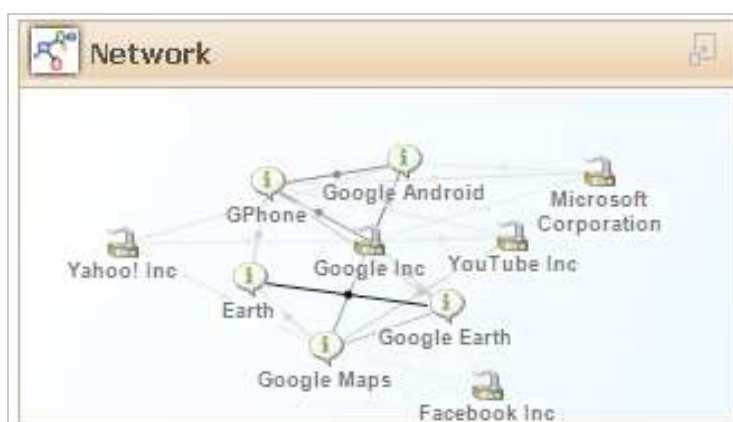 Network
Google Android
Microsoft
Corporation
GPhone
Yahoo! Inc
Google Inc
YouTube Inc
Earth
Google Earth
Google Maps
Facebook Inc